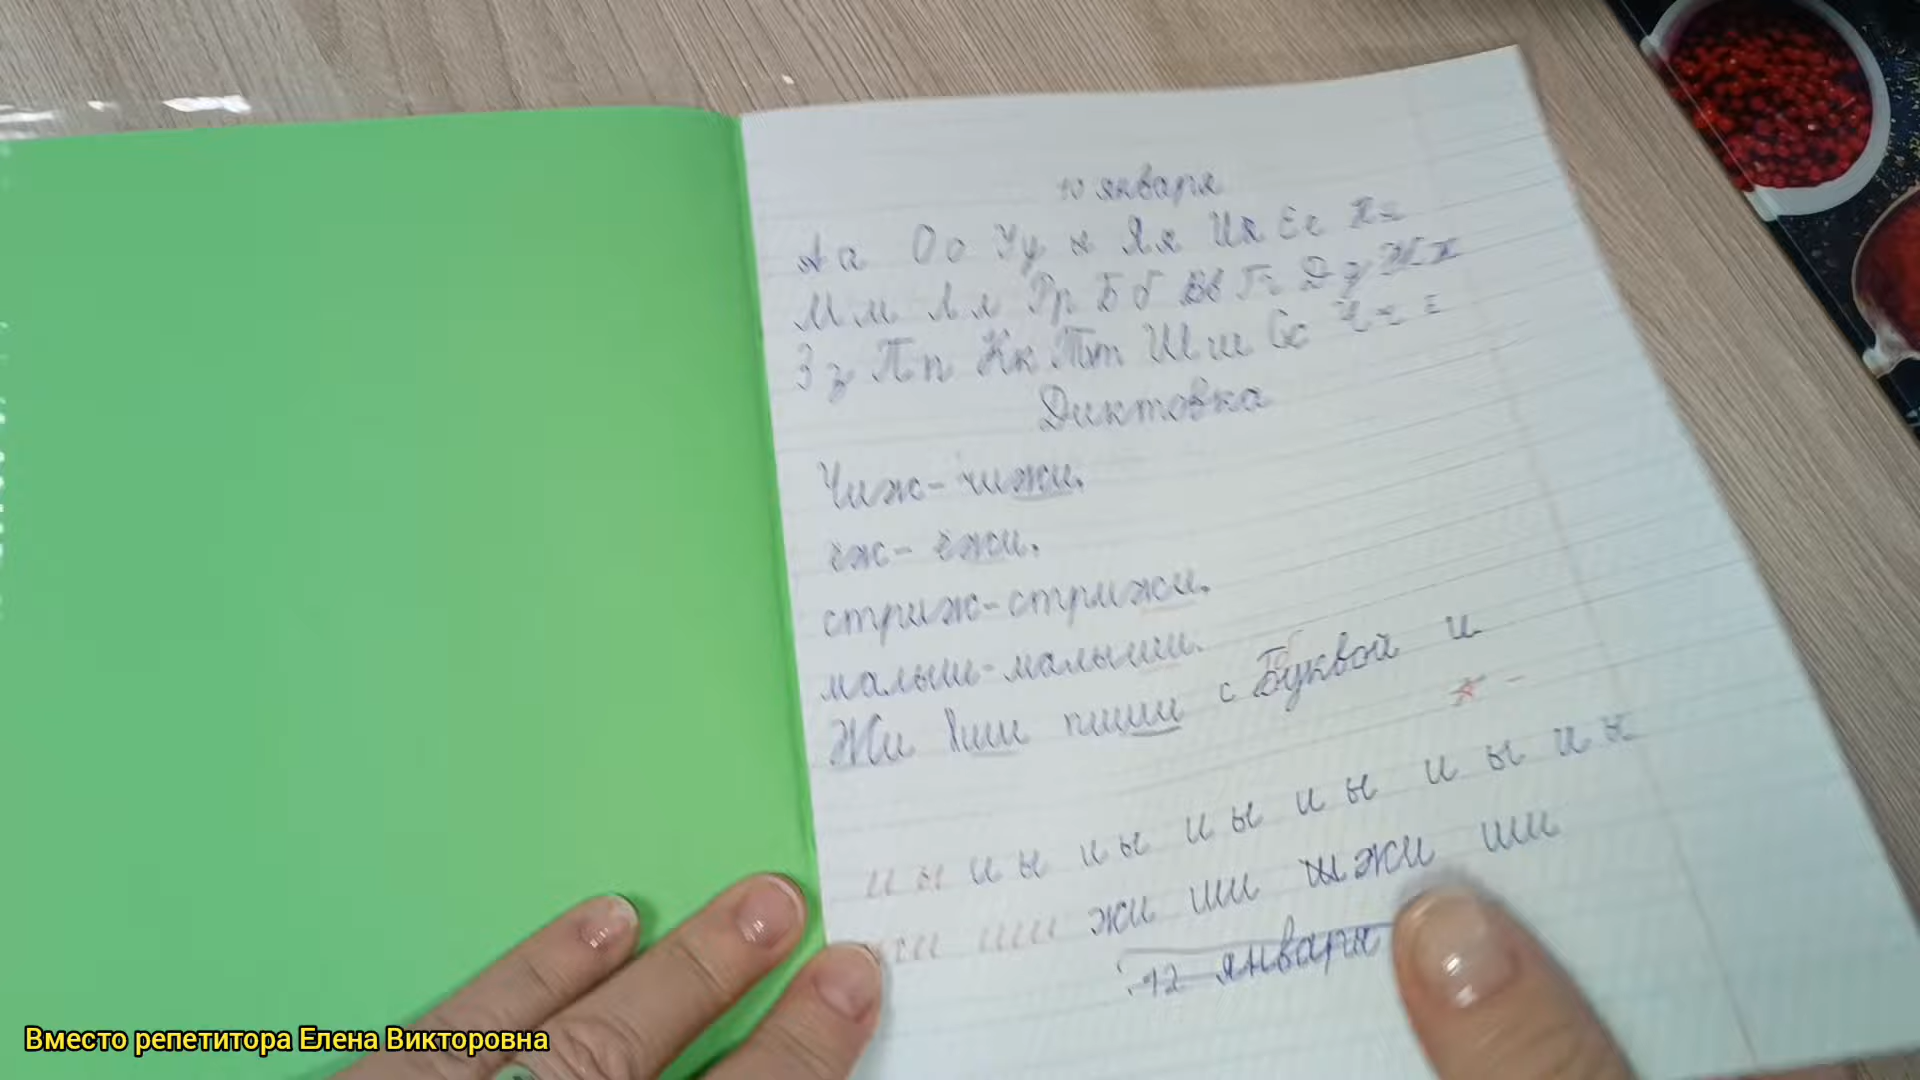 10 января
Аа Оо Уу ы Яя Ии Ее
Мм Лл Рр Бб Вв Гг Дд Жж
Зз Пп Кк Тт Шш Сс Чч
Диктовка
Чиж - чижи.
ёж - ежи.
стриж - стрижи.
малыш - малыши.
Жи ши пиши с Буквой и
и ы и ы и ы и ы и ы и ы и ы
жи ши жи ши жи ши
12 января
Вместо репетитора Елена Викторовна